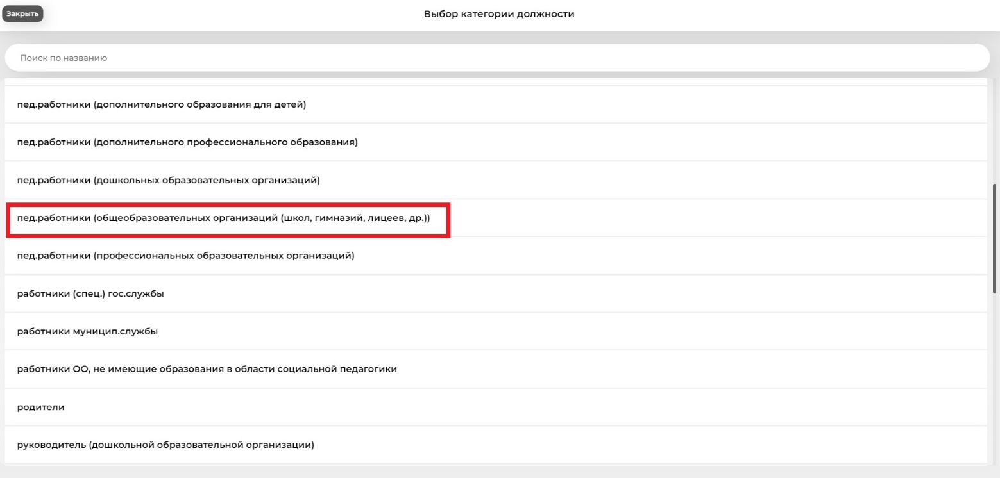 Закрыть
Выбор категории должности
Поиск по названию
пед.работники (дополнительного образования для детей)
пед.работники (дополнительного профессионального образования)
пед.работники (дошкольных образовательных организаций)
пед.работники (общеобразовательных организаций (школ, гимназий, лицеев, др.))
пед.работники (профессиональных образовательных организаций)
работники (спец.) гос.службы
работники муницип.службы
работники ОО, не имеющие образования в области социальной педагогики
родители
руководитель (дошкольной образовательной организации)